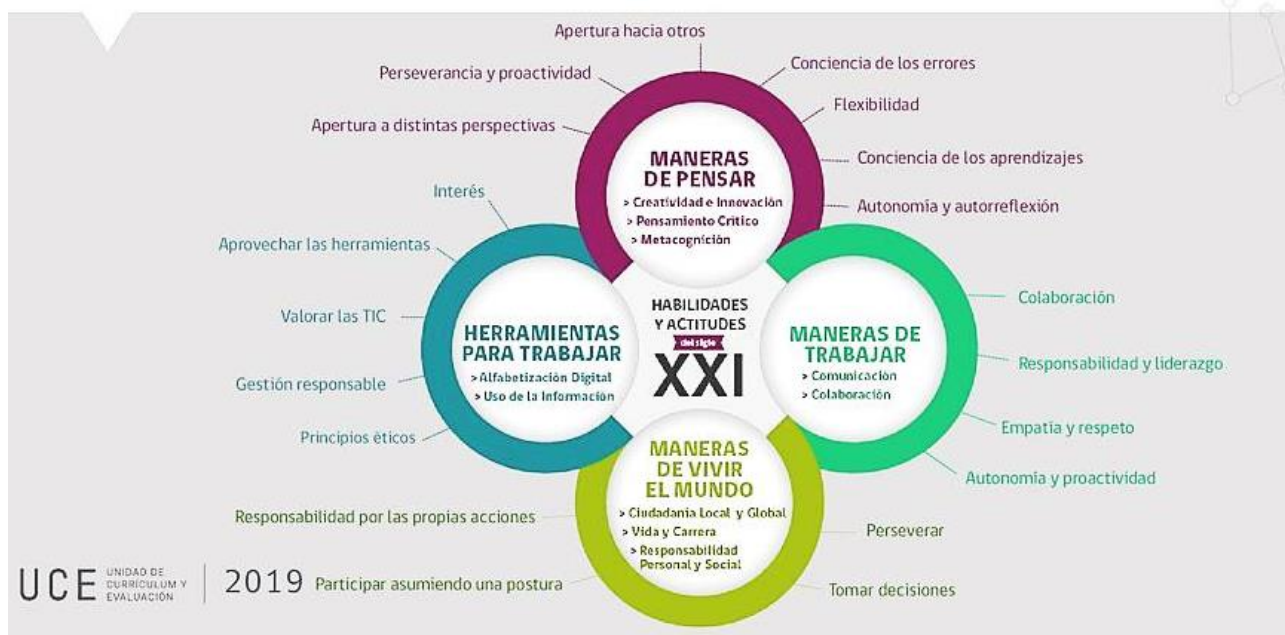 Apertura hacia otros
Perseverancia y proactividad
Conciencia de los errores
Flexibilidad
Apertura a distintas perspectivas
Conciencia de los aprendizajes
Autonomía y autorreflexión
MANERAS
DE PENSAR
> Creatividad e Innovación
> Pensamiento Crítico
> Metacognición
Interés
Aprovechar las herramientas
Valorar las TIC
Gestión responsable
Principios éticos
HERRAMIENTAS
PARA TRABAJAR
> Alfabetización Digital
> Uso de la Información
HABILIDADES
Y ACTITUDES
del siglo
XXI
MANERAS DE
TRABAJAR
> Comunicación
> Colaboración
Colaboración
Responsabilidad y liderazgo
Empatía y respeto
Autonomía y proactividad
MANERAS
DE VIVIR
EL MUNDO
> Ciudadanía Local y Global
> Vida y Carrera
> Responsabilidad
Personal y Social
Responsabilidad por las propias acciones
Participar asumiendo una postura
Perseverar
Tomar decisiones
UCE
UNIDAD DE
CURRÍCULUM Y
EVALUACIÓN
2019